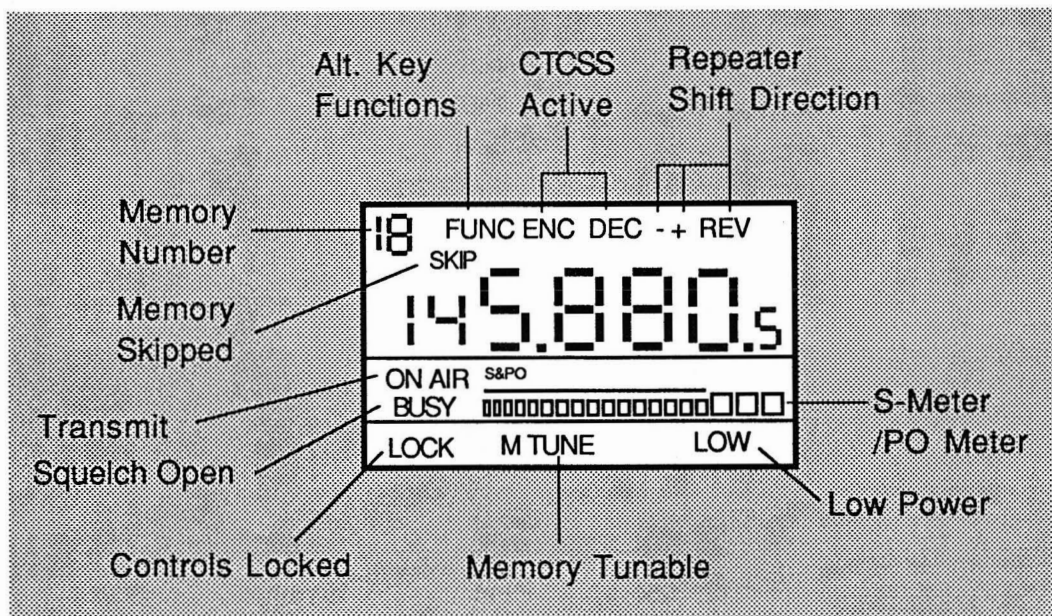 Alt. Key
Functions
CTCSS
Active
Repeater
Shift Direction
Memory
Number
Memory
Skipped
Transmit
Squelch Open
Controls Locked
18 FUNC ENC DEC - + REV
SKIP
145.880.5
ON AIR S&PO
BUSY
LOCK M TUNE LOW
S-Meter
/PO Meter
Low Power
Memory Tunable